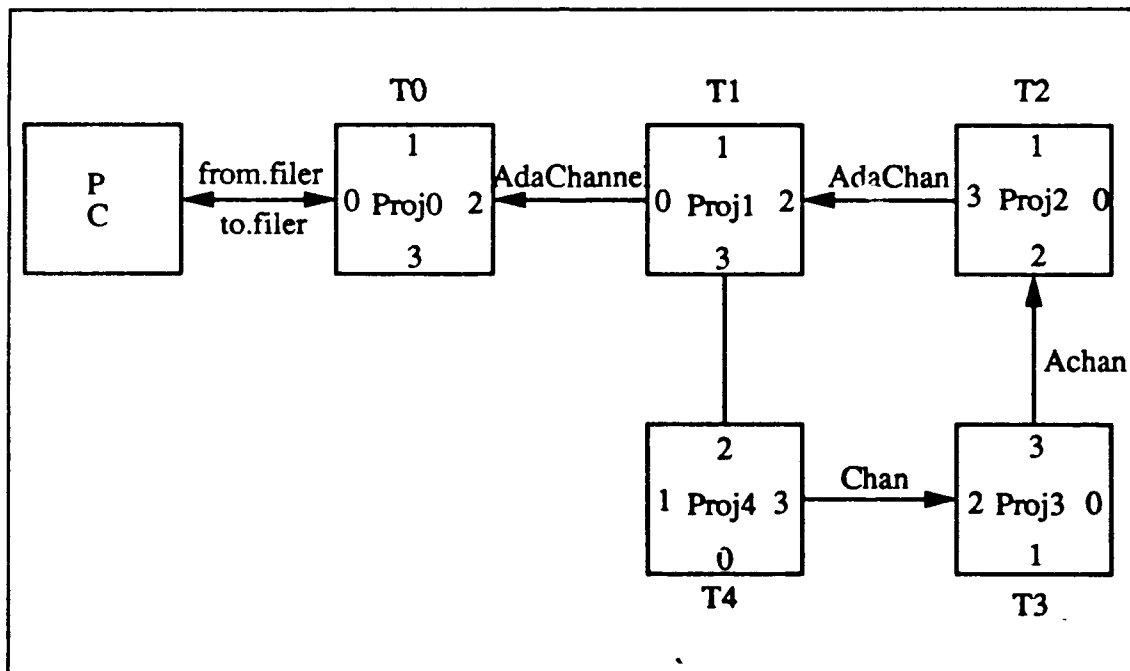 T0 T1 T2
P
C
from.filer
to.filer
1
0 Proj0 2
3
AdaChannel
1
0 Proj1 2
3
AdaChan
1
3 Proj2 0
2
Achan
2
1 Proj4 3
0
T4
Chan
3
2 Proj3 0
1
T3